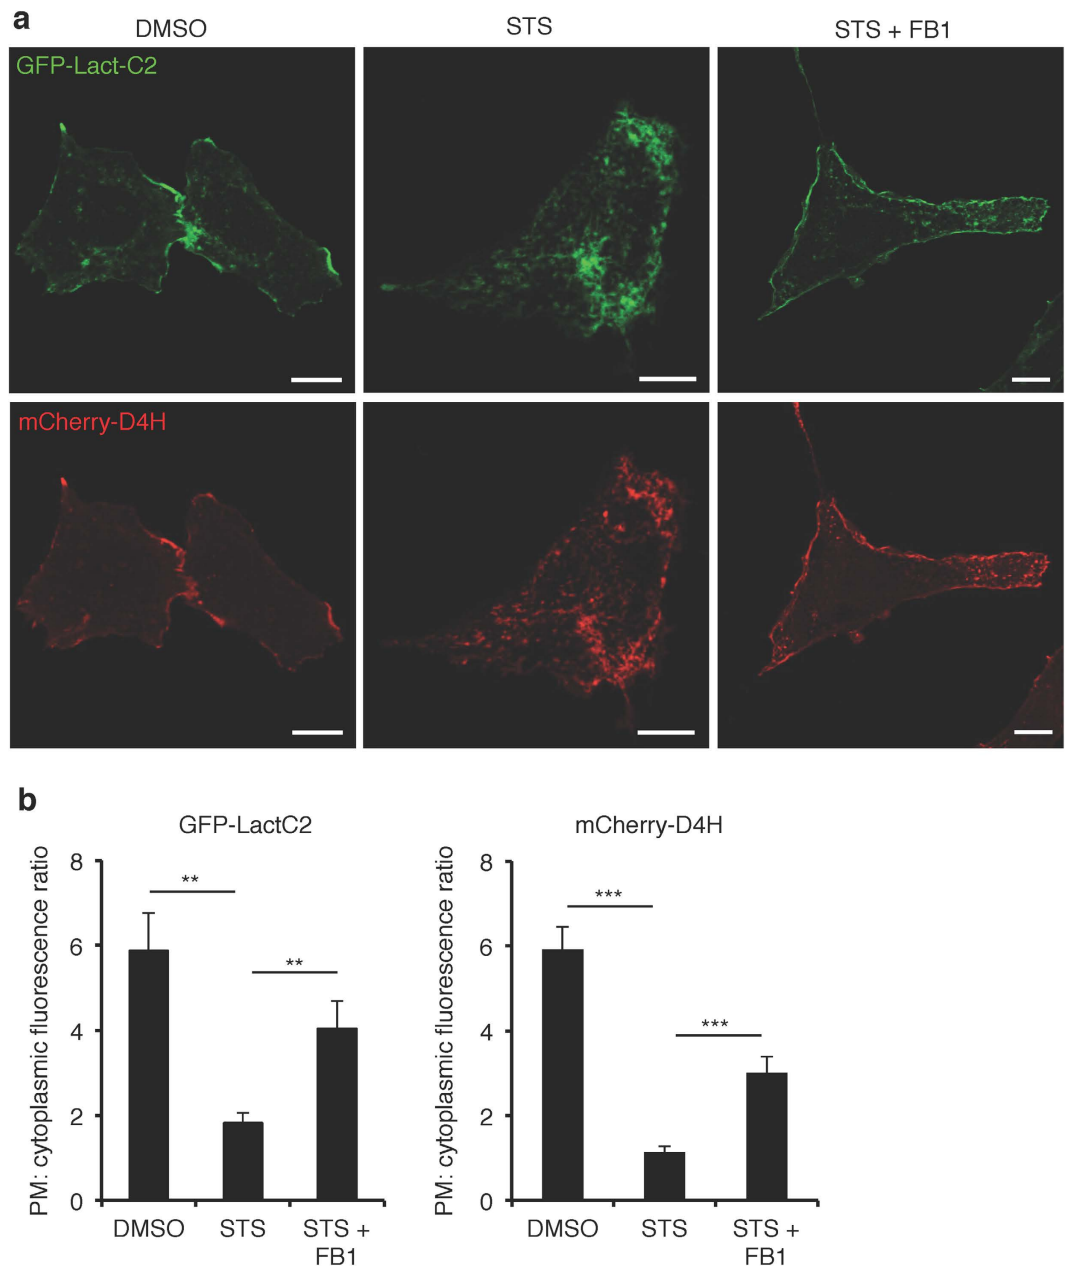 a
DMSO
STS
STS + FB1
GFP-Lact-C2
mCherry-D4H
b
GFP-LactC2
mCherry-D4H
PM: cytoplasmic fluorescence ratio
8
6
4
2
0
**
**
DMSO
STS
STS +
FB1
PM: cytoplasmic fluorescence ratio
8
6
4
2
0
***
***
DMSO
STS
STS +
FB1